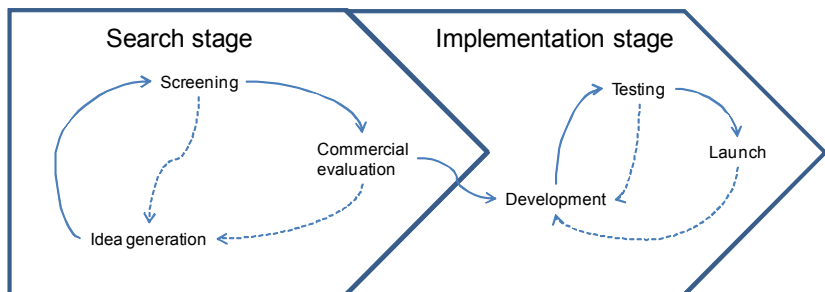 Search stage
Implementation stage
Screening
Testing
Commercial
evaluation
Launch
Development
Idea generation